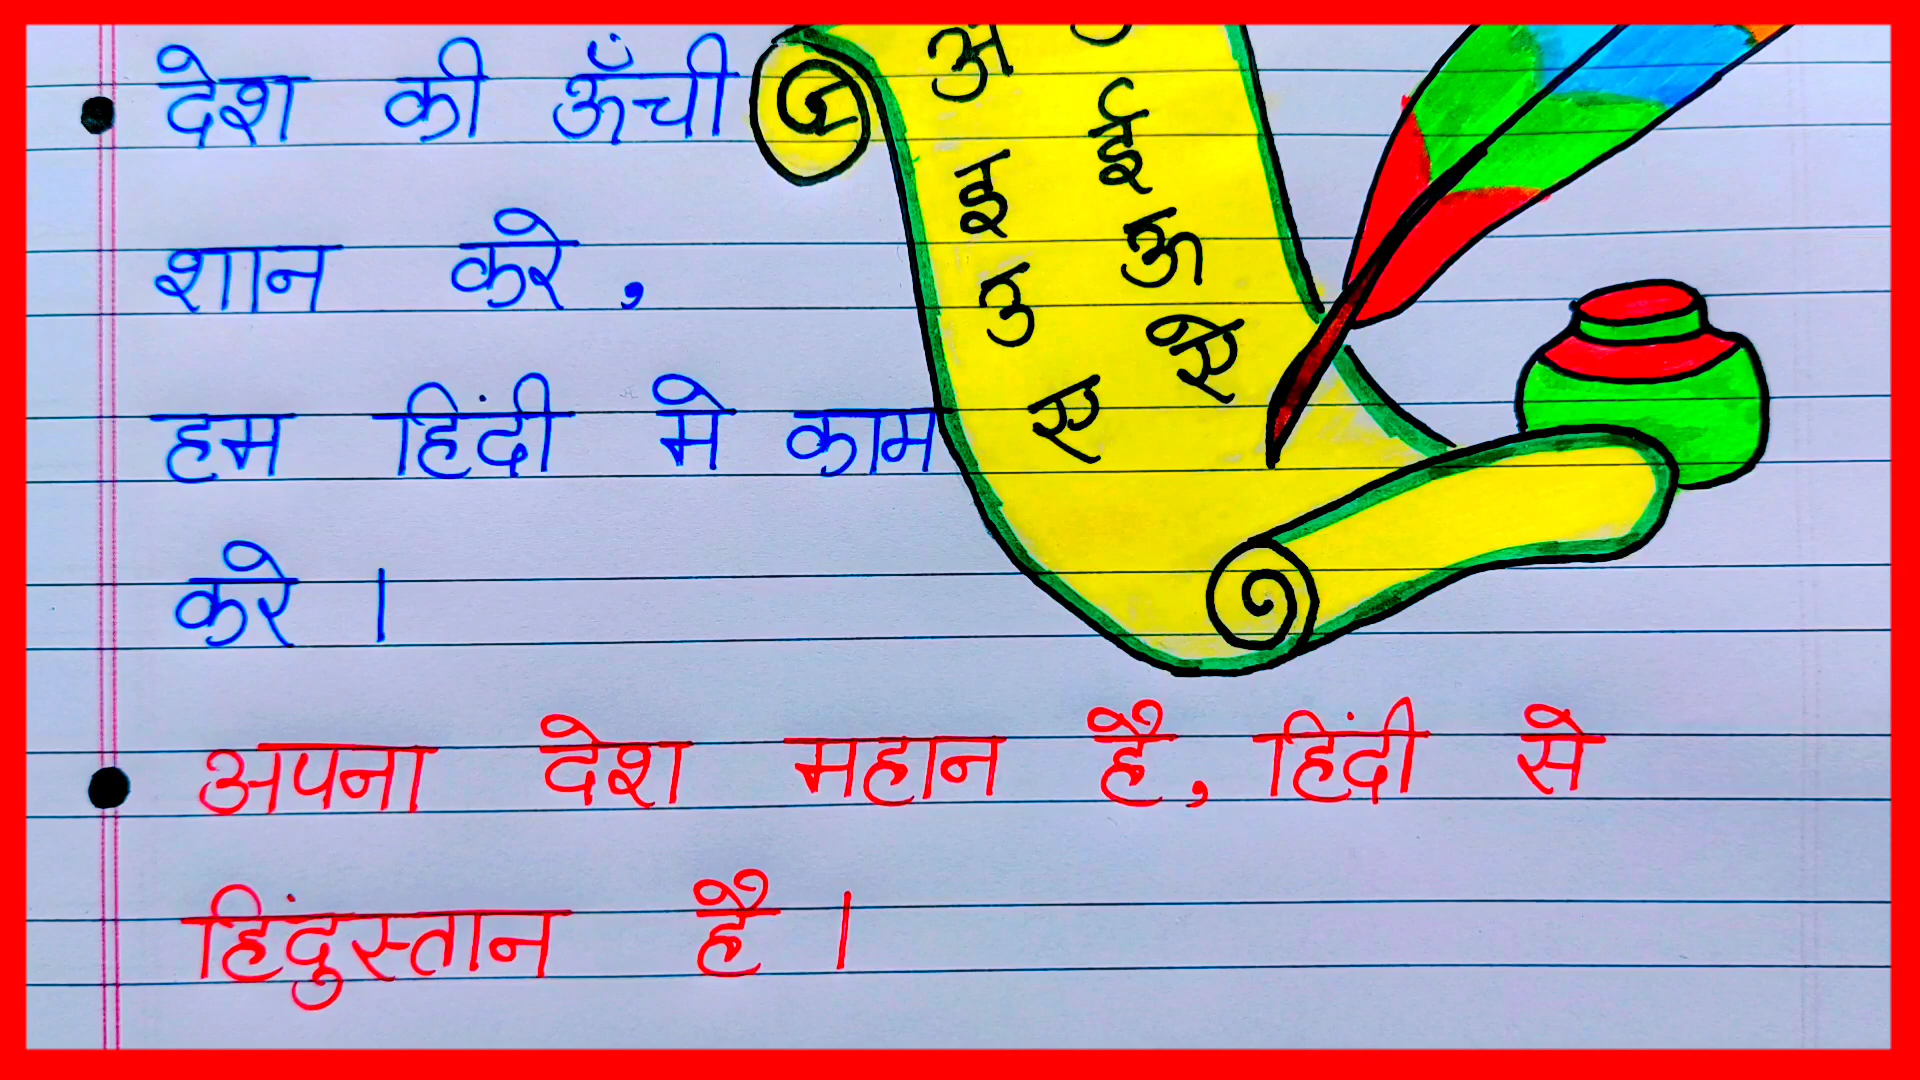 देश की ऊँची
शान करे,
हम हिंदी मे काम
करे ।
अपना देश महान है, हिंदी से
हिंदुस्तान है ।
अ
इ ई
उ ऊ
ए ऐ